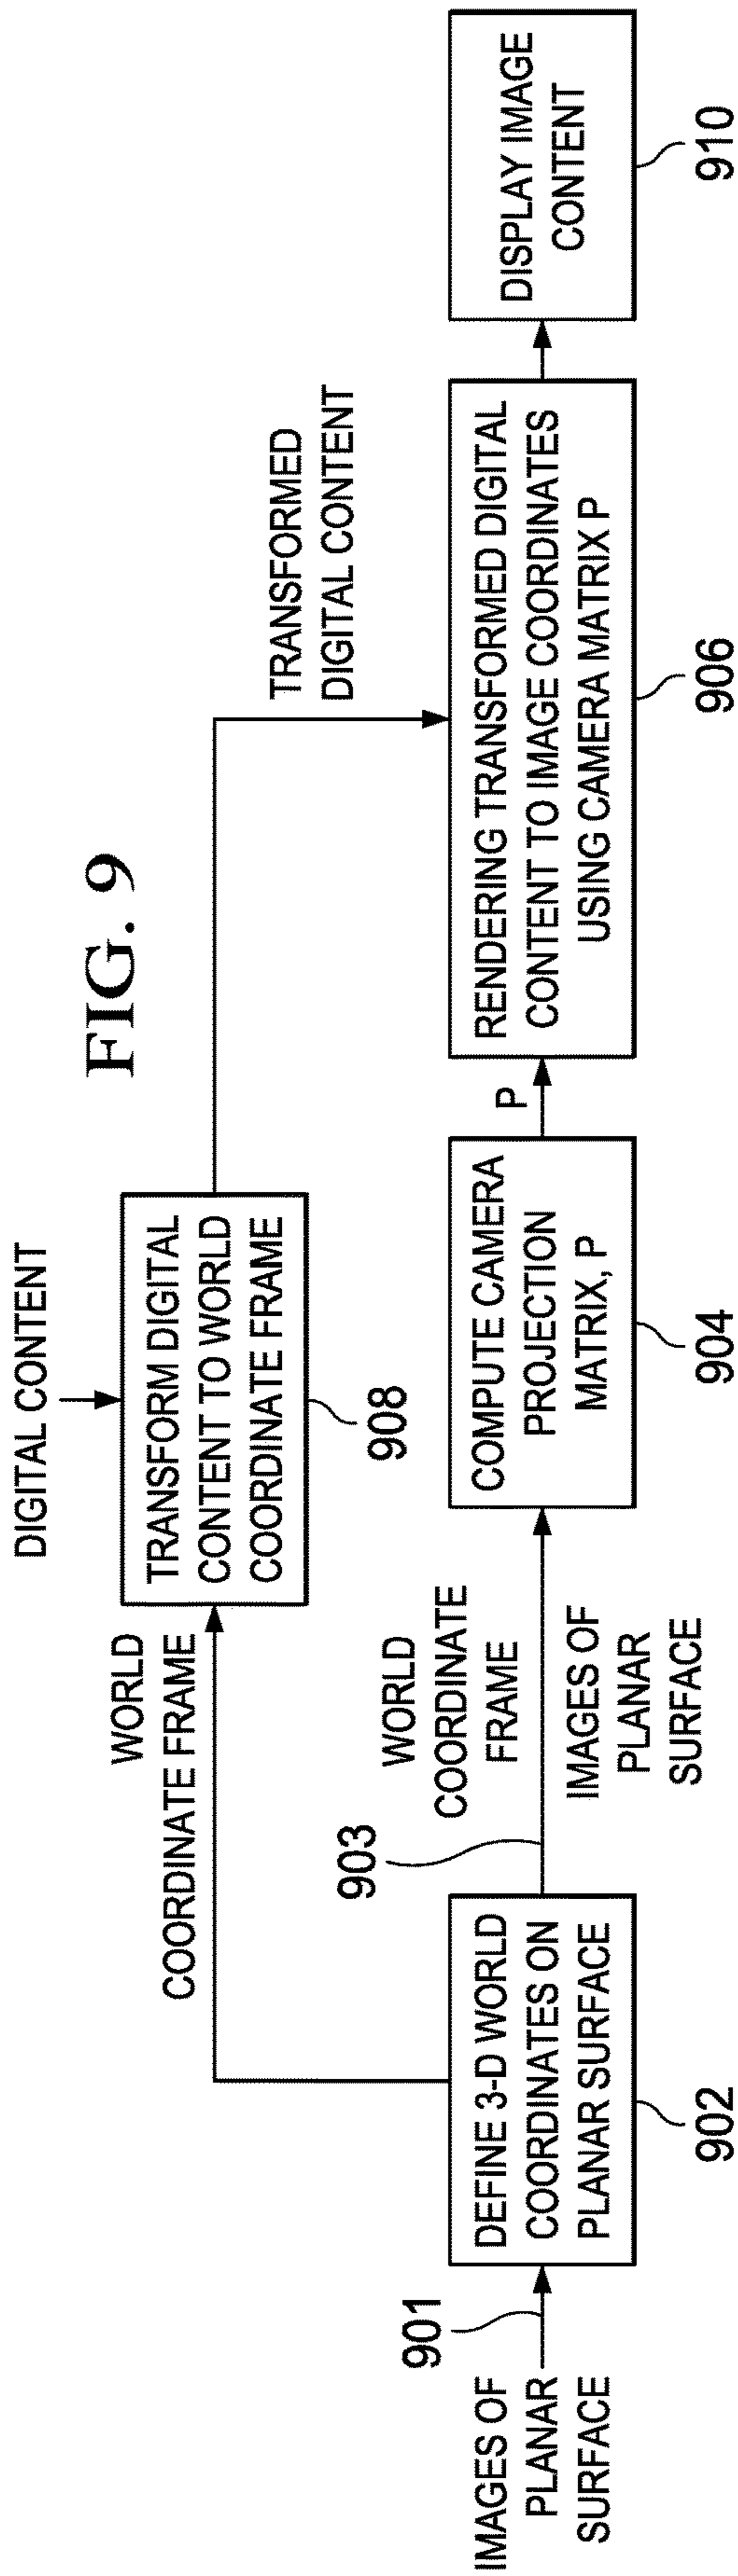 FIG. 9
DIGITAL CONTENT
WORLD
COORDINATE FRAME
TRANSFORM DIGITAL
CONTENT TO WORLD
COORDINATE FRAME
908
TRANSFORMED
DIGITAL CONTENT
IMAGES OF
PLANAR
SURFACE
901
DEFINE 3-D WORLD
COORDINATES ON
PLANAR SURFACE
902
903
WORLD
COORDINATE
FRAME
IMAGES OF
PLANAR
SURFACE
COMPUTE CAMERA
PROJECTION
MATRIX, P
904
P
RENDERING TRANSFORMED DIGITAL
CONTENT TO IMAGE COORDINATES
USING CAMERA MATRIX P
906
DISPLAY IMAGE
CONTENT
910